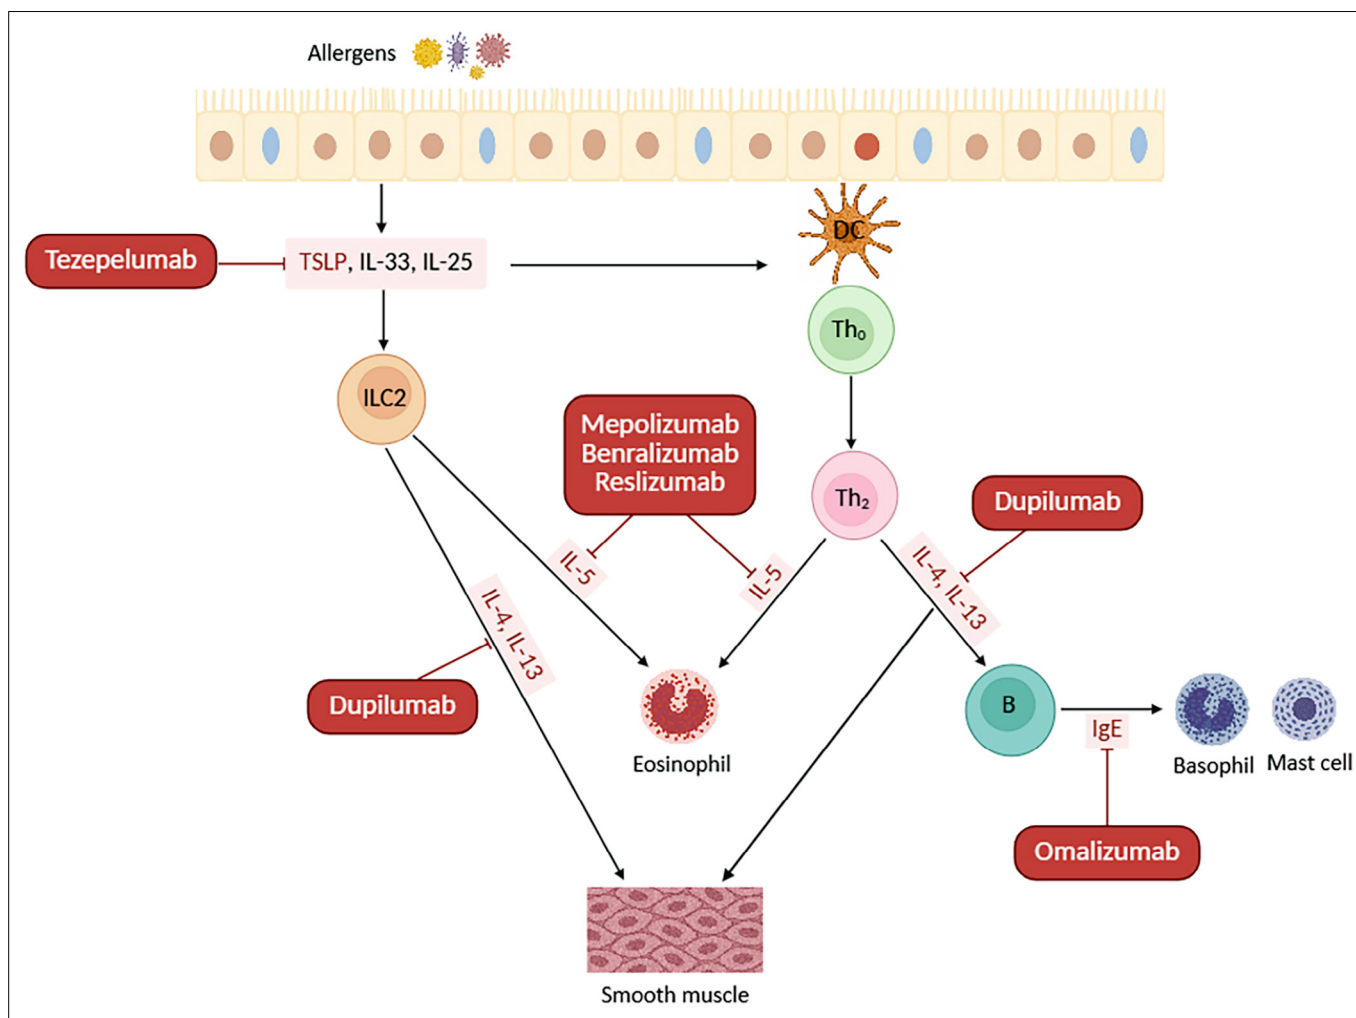 Allergens
DC
Tezepelumab
TSLP, IL-33, IL-25
Th₀
ILC2
Mepolizumab
Benralizumab
Reslizumab
Th₂
Dupilumab
IL-5
IL-5
IL-4, IL-13
IL-4, IL-13
Dupilumab
B
IgE
Eosinophil
Basophil
Mast cell
Omalizumab
Smooth muscle